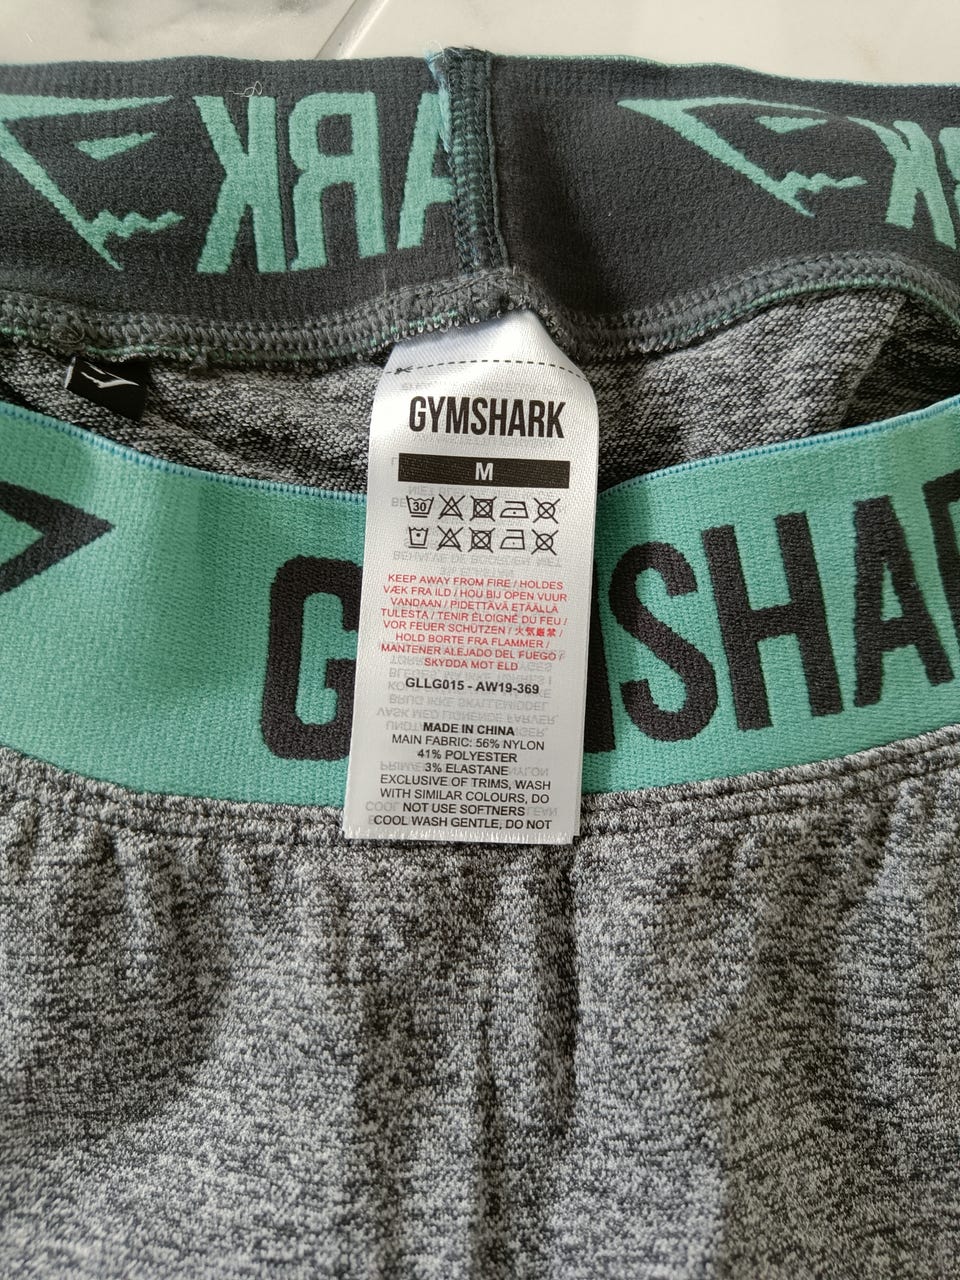 ARK
GYMSHARK
M
30
KEEP AWAY FROM FIRE / HOLDES
VÆK FRA ILD / HOU BIJ OPEN VUUR
VANDAAN / PIDETTÄVÄ ETÄÄLLÄ
TULESTA / TENIR ÉLOIGNÉ DU FEU /
VOR FEUER SCHÜTZEN / 火気厳禁 /
HOLD BORTE FRA FLAMMER /
MANTENER ALEJADO DEL FUEGO /
SKYDDA MOT ELD
GLLG015 - AW19-369
MADE IN CHINA
MAIN FABRIC: 56% NYLON
41% POLYESTER
3% ELASTANE
EXCLUSIVE OF TRIMS, WASH
WITH SIMILAR COLOURS, DO
NOT USE SOFTNERS
COOL WASH GENTLE, DO NOT
G SHAR